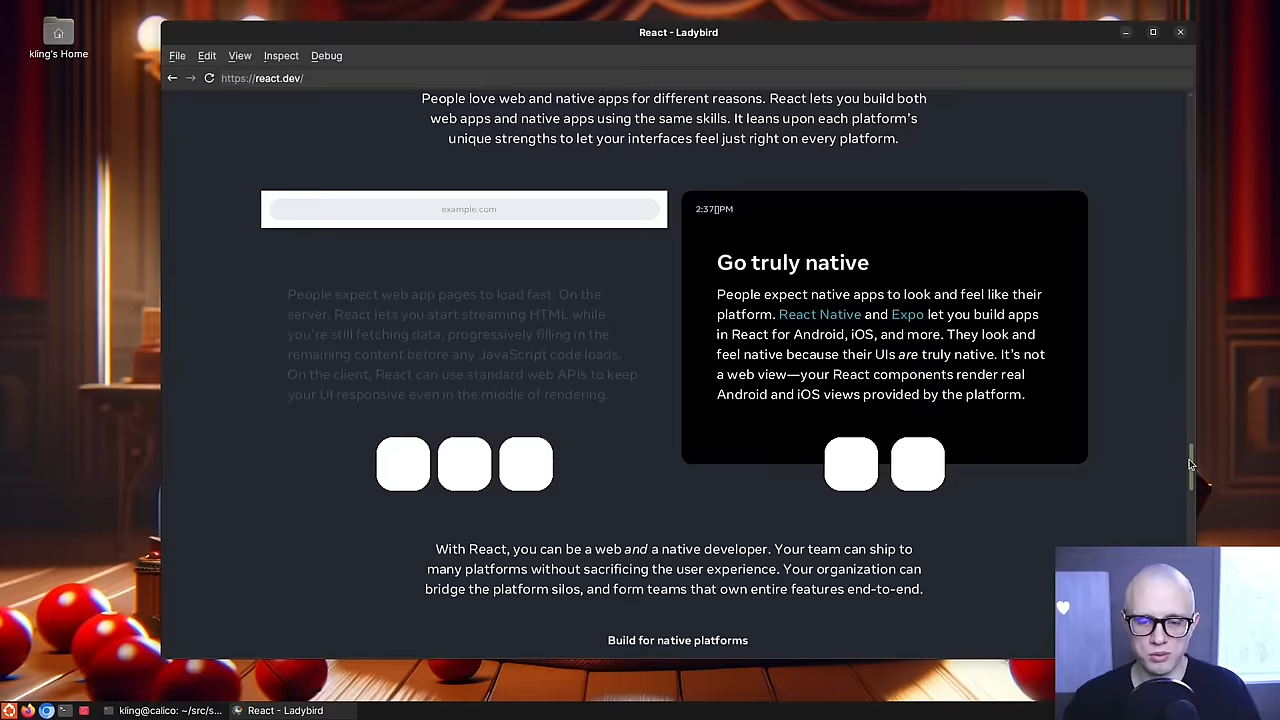 kling's Home
React - Ladybird
File Edit View Inspect Debug
https://react.dev/
People love web and native apps for different reasons. React lets you build both
web apps and native apps using the same skills. It leans upon each platform's
unique strengths to let your interfaces feel just right on every platform.
example.com
People expect web app pages to load fast. On the
server, React lets you start streaming HTML while
you're still fetching data, progressively filling in the
remaining content before any JavaScript code loads.
On the client, React can use standard web APIs to keep
your UI responsive even in the middle of rendering.
2:37▯PM
Go truly native
People expect native apps to look and feel like their
platform. React Native and Expo let you build apps
in React for Android, iOS, and more. They look and
feel native because their UIs are truly native. It's not
a web view—your React components render real
Android and iOS views provided by the platform.
With React, you can be a web and a native developer. Your team can ship to
many platforms without sacrificing the user experience. Your organization can
bridge the platform silos, and form teams that own entire features end-to-end.
Build for native platforms
kling@calico: ~/src/s...
React - Ladybird